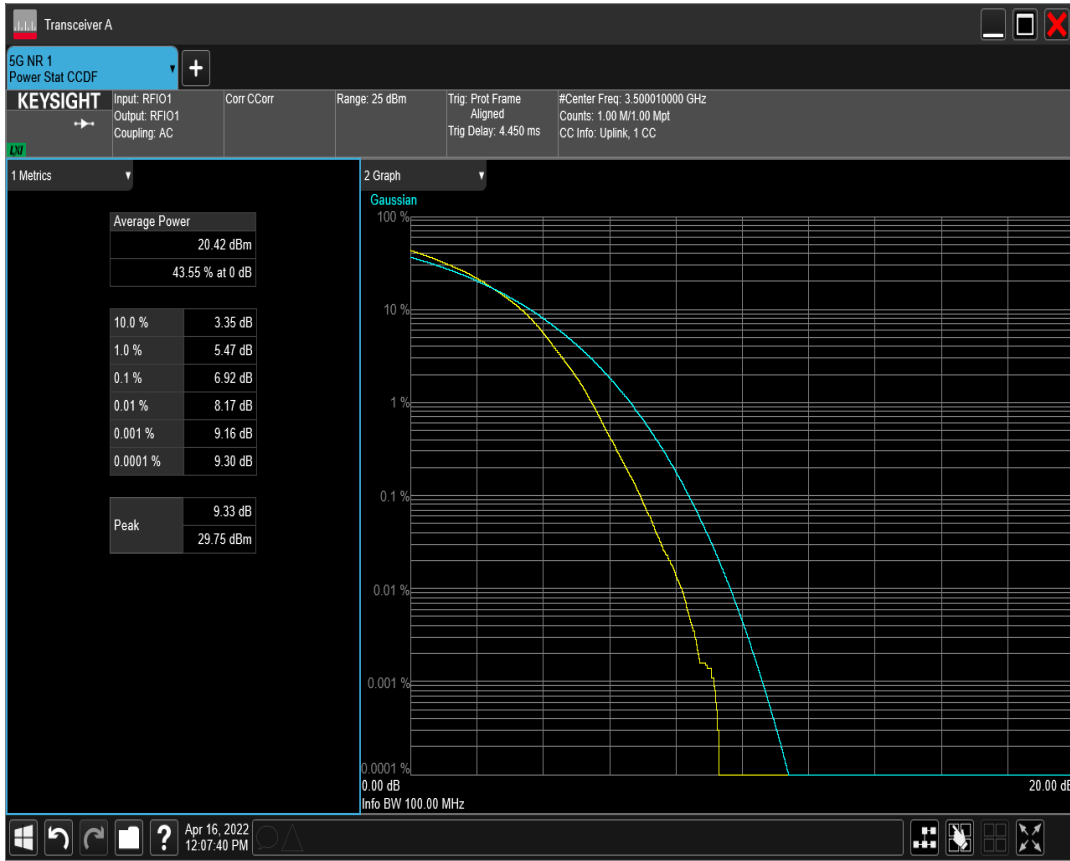 Transceiver A
5G NR 1
Power Stat CCDF
+
KEYSIGHT
LXI
Input: RFIO1
Output: RFIO1
Coupling: AC
Corr CCorr
Range: 25 dBm
Trig: Prot Frame
Aligned
Trig Delay: 4.450 ms
#Center Freq: 3.500010000 GHz
Counts: 1.00 M/1.00 Mpt
CC Info: Uplink, 1 CC
1 Metrics
Average Power
20.42 dBm
43.55 % at 0 dB
10.0 % 3.35 dB
1.0 % 5.47 dB
0.1 % 6.92 dB
0.01 % 8.17 dB
0.001 % 9.16 dB
0.0001 % 9.30 dB
Peak
9.33 dB
29.75 dBm
2 Graph
Gaussian
100 %
10 %
1 %
0.1 %
0.01 %
0.001 %
0.0001 %
0.00 dB 20.00 dB
Info BW 100.00 MHz
?
Apr 16, 2022
12:07:40 PM